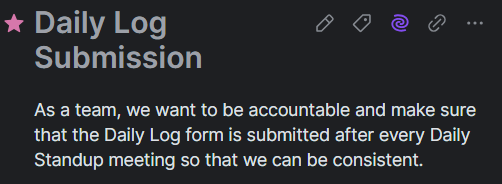 Daily Log
Submission
As a team, we want to be accountable and make sure
that the Daily Log form is submitted after every Daily
Standup meeting so that we can be consistent.